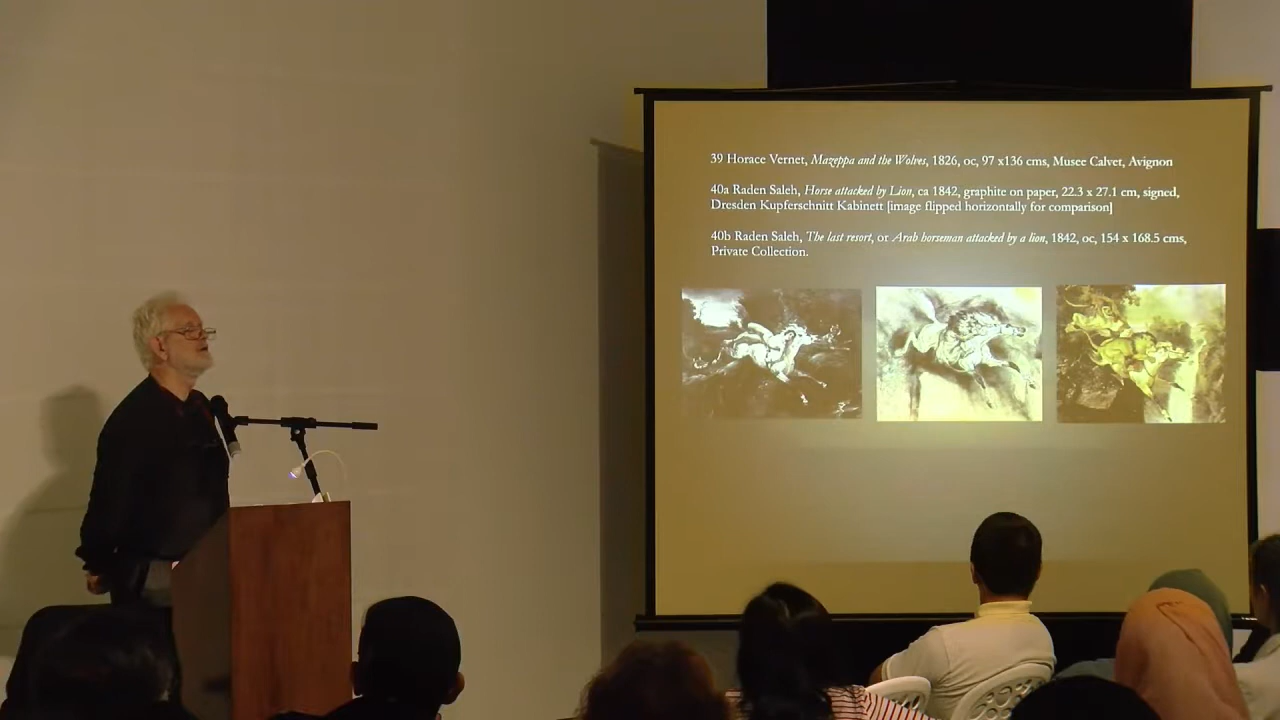 39 Horace Vernet, Mazeppa and the Wolves, 1826, oc, 97 x136 cms, Musee Calvet, Avignon
40a Raden Saleh, Horse attacked by Lion, ca 1842, graphite on paper, 22.3 x 27.1 cm, signed,
Dresden Kupferschnitt Kabinett [image flipped horizontally for comparison]
40b Raden Saleh, The last resort, or Arab horseman attacked by a lion, 1842, oc, 154 x 168.5 cms,
Private Collection.